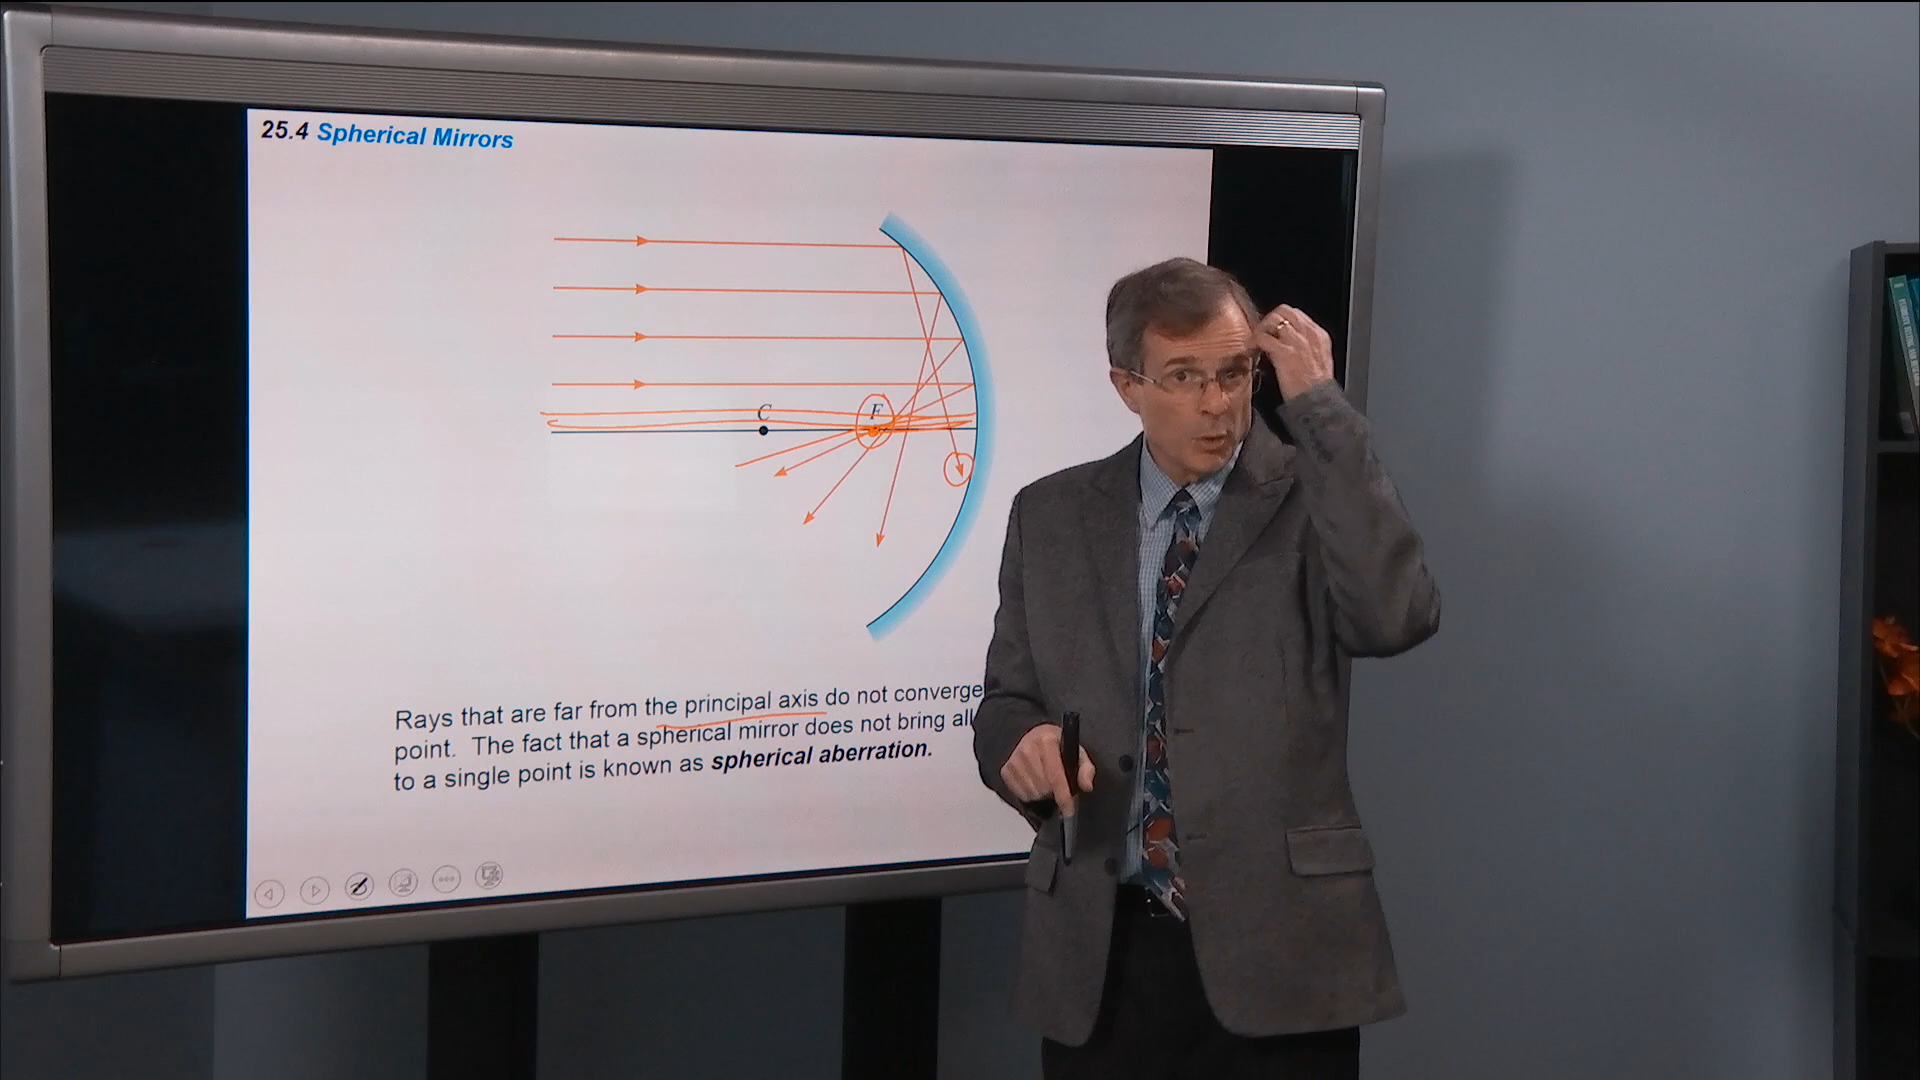 25.4 Spherical Mirrors
C
F
Rays that are far from the principal axis do not converge
point. The fact that a spherical mirror does not bring all
to a single point is known as spherical aberration.